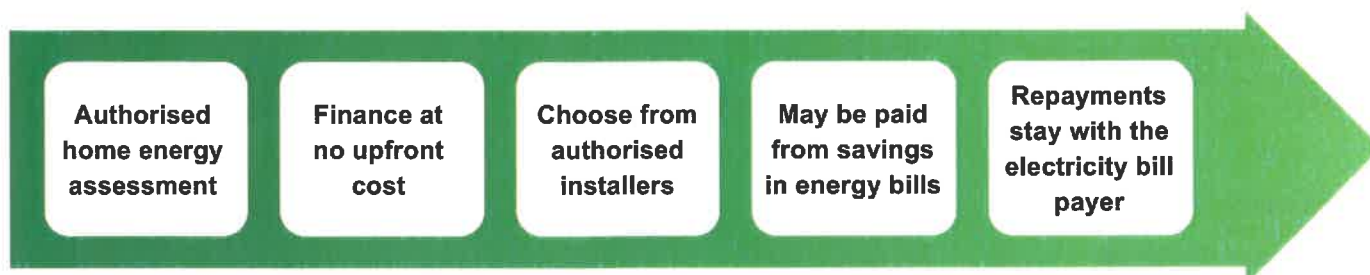 Authorised
home energy
assessment
Finance at
no upfront
cost
Choose from
authorised
installers
May be paid
from savings
in energy bills
Repayments
stay with the
electricity bill
payer